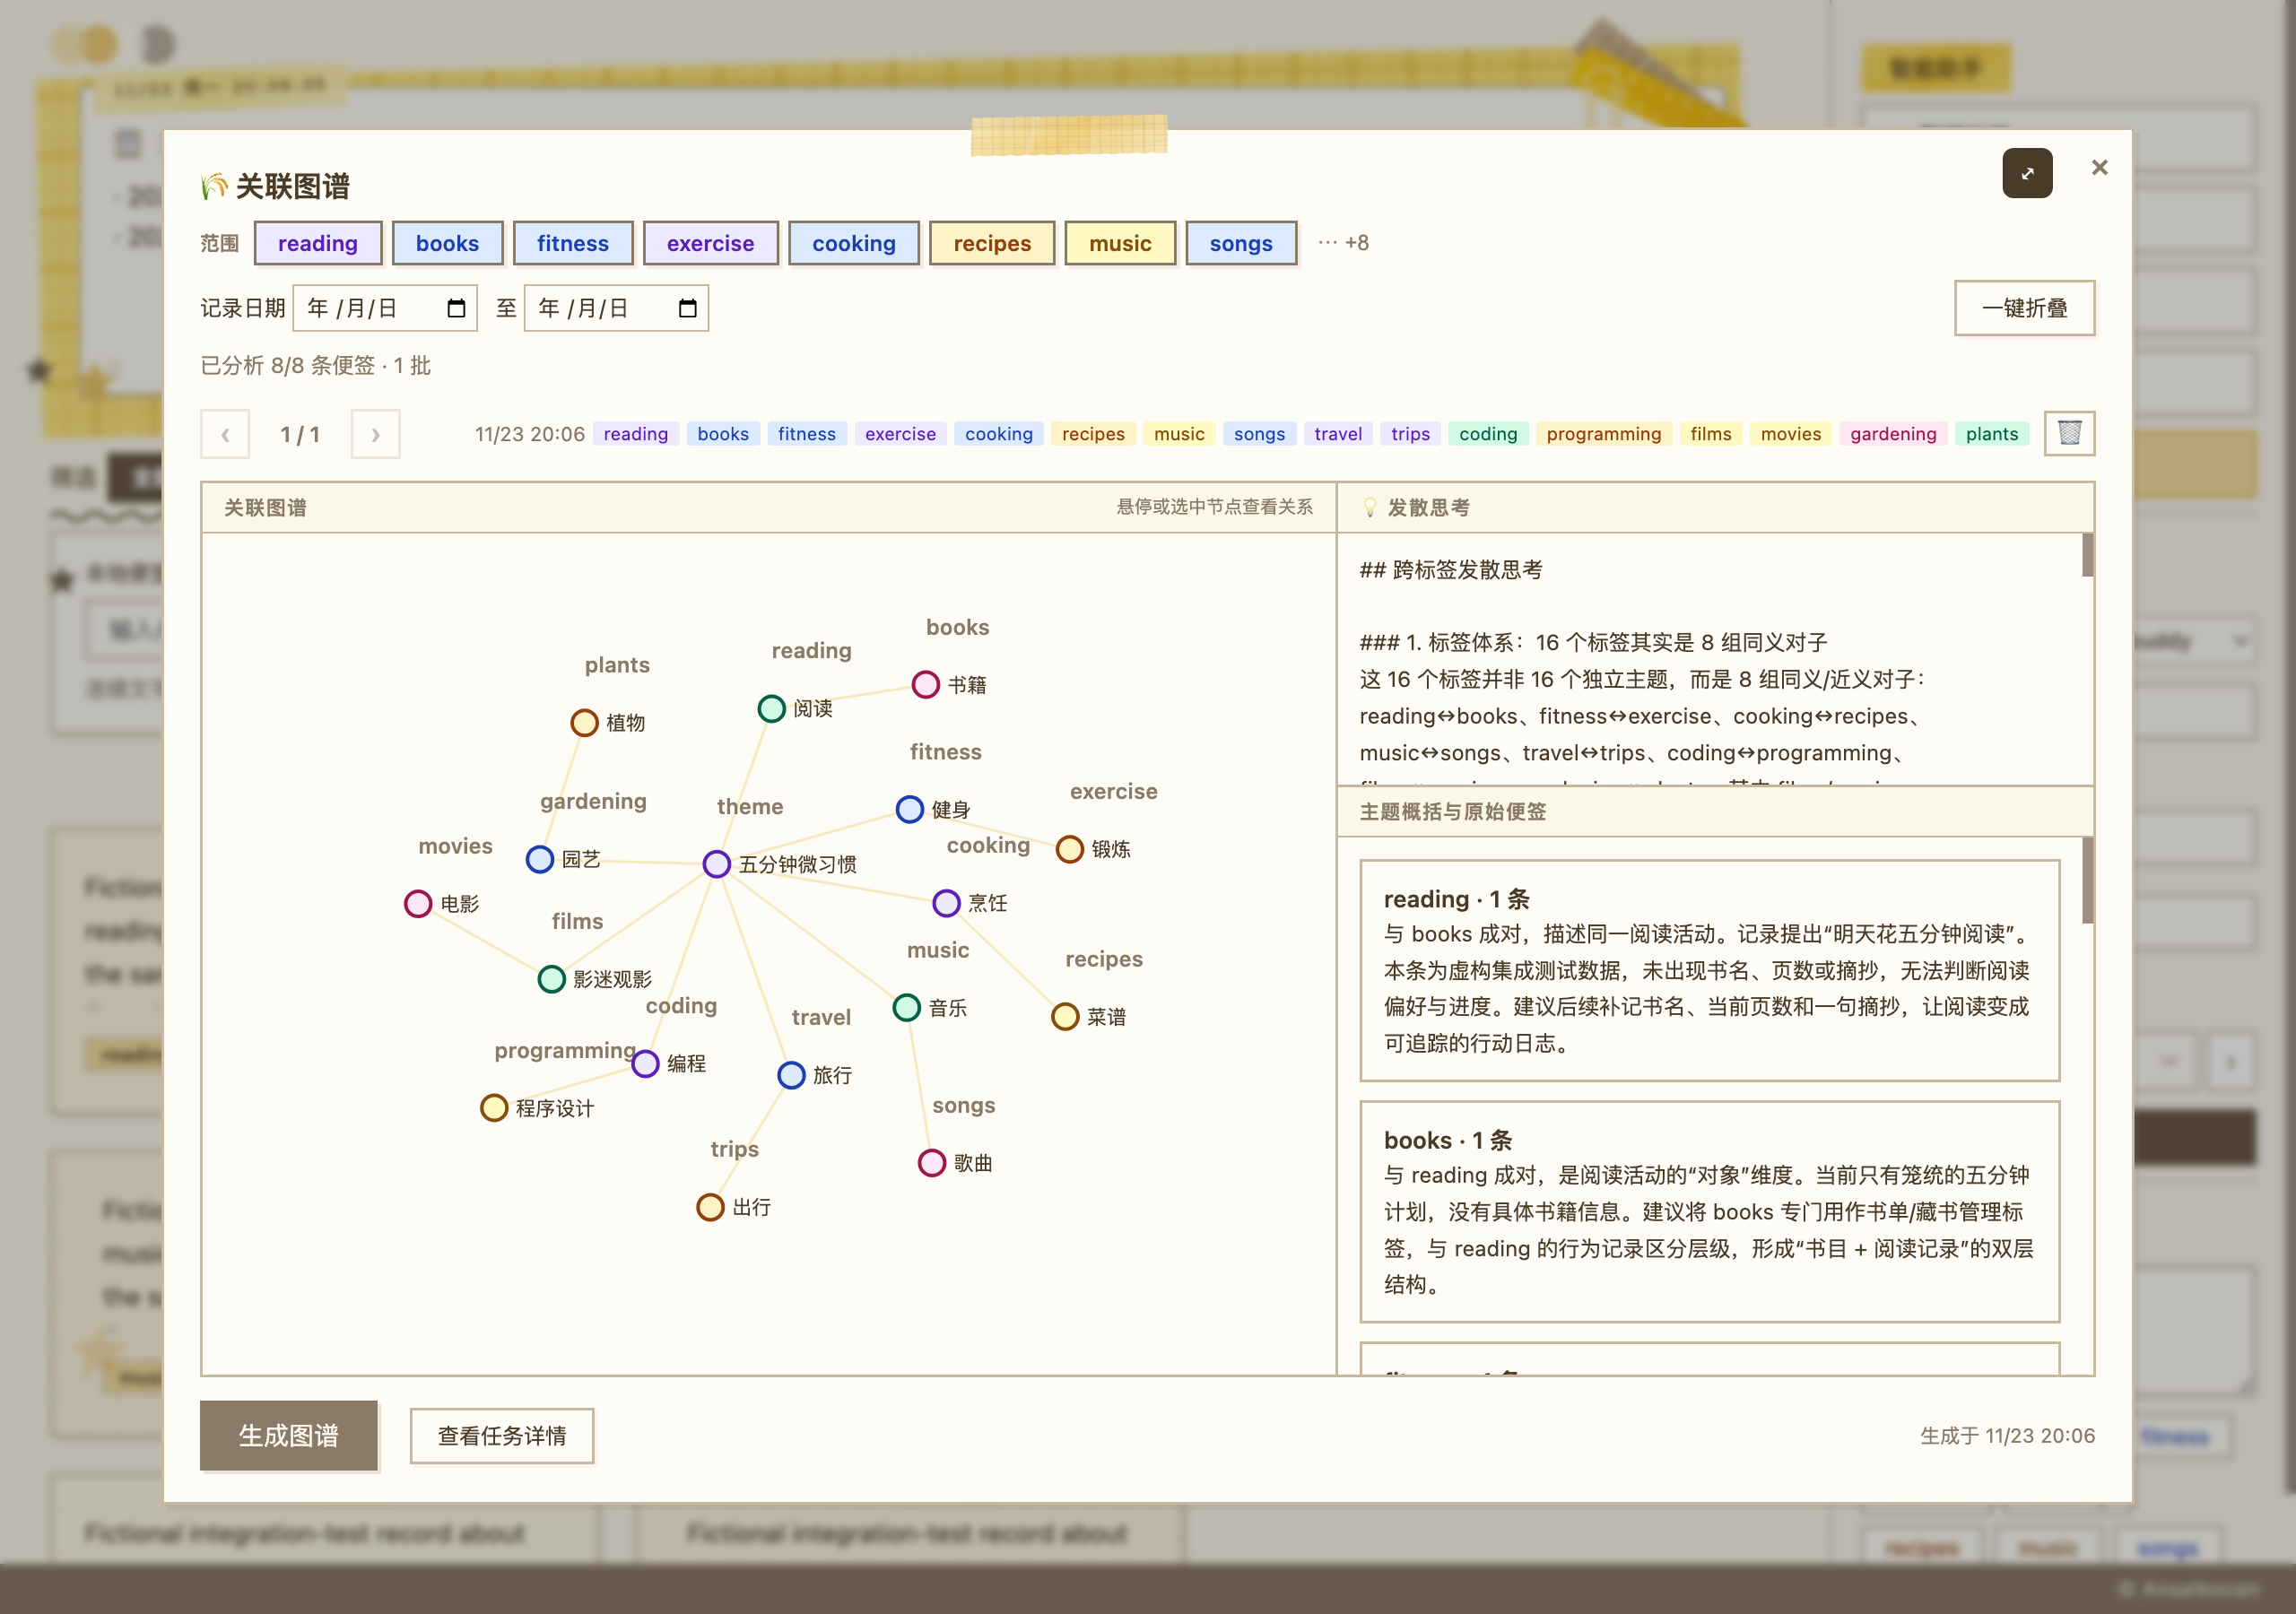 关联图谱
范围 reading books fitness exercise cooking recipes music songs ··· +8
记录日期 年/月/日 至 年/月/日 一键折叠
已分析 8/8 条便签 · 1 批
‹ 1 / 1 › 11/23 20:06 reading books fitness exercise cooking recipes music songs travel trips coding programming films movies gardening plants
关联图谱 悬停或选中节点查看关系
books
reading
plants
书籍
阅读
植物
fitness
exercise
gardening
theme
健身
movies
cooking
锻炼
园艺
五分钟微习惯
电影
烹饪
films
music
recipes
影迷观影
coding
音乐
travel
菜谱
programming
编程
旅行
程序设计
songs
trips
歌曲
出行
💡 发散思考
## 跨标签发散思考
### 1. 标签体系：16 个标签其实是 8 组同义对子
这 16 个标签并非 16 个独立主题，而是 8 组同义/近义对子：
reading↔books、fitness↔exercise、cooking↔recipes、
music↔songs、travel↔trips、coding↔programming、
主题概括与原始便签
reading · 1 条
与 books 成对，描述同一阅读活动。记录提出“明天花五分钟阅读”。
本条为虚构集成测试数据，未出现书名、页数或摘抄，无法判断阅读
偏好与进度。建议后续补记书名、当前页数和一句摘抄，让阅读变成
可追踪的行动日志。
books · 1 条
与 reading 成对，是阅读活动的“对象”维度。当前只有笼统的五分钟
计划，没有具体书籍信息。建议将 books 专门用作书单/藏书管理标
签，与 reading 的行为记录区分层级，形成“书目 + 阅读记录”的双层
结构。
生成图谱 查看任务详情 生成于 11/23 20:06
Fictional integration-test record about
Fictional integration-test record about
fitness
recipes music songs